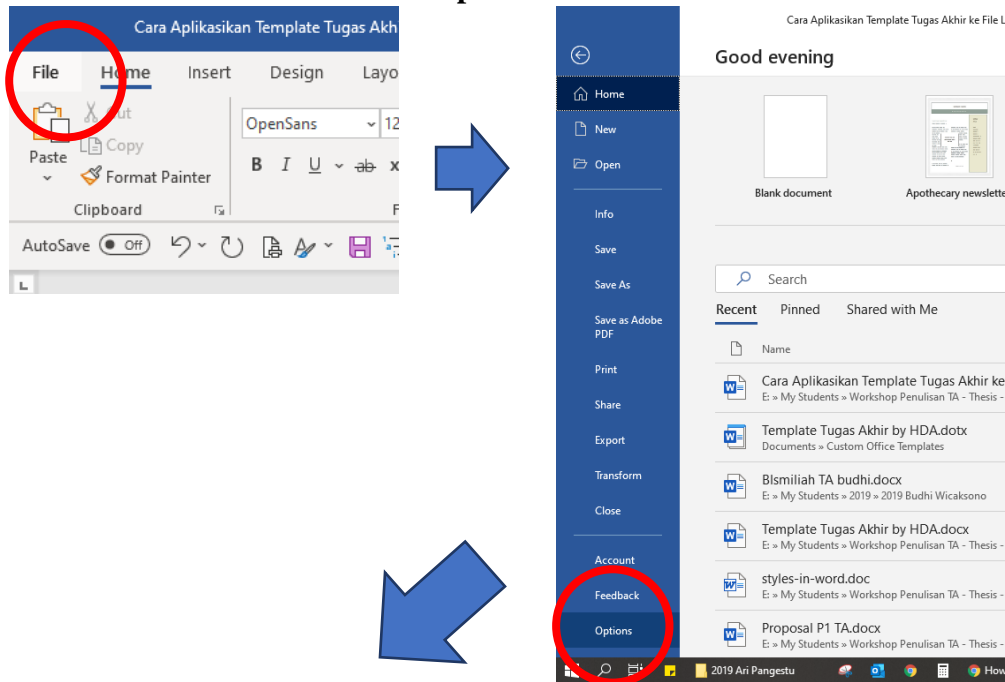 Cara Aplikasikan Template Tugas Akh
File Home Insert Design Layo
Cut
Copy
Paste
Format Painter
OpenSans 12
B I U ab x
Clipboard
F
AutoSave Off
Cara Aplikasikan Template Tugas Akhir ke File L
Good evening
Home
New
Open
Info
Save
Save As
Save as Adobe
PDF
Print
Share
Export
Transform
Close
Account
Feedback
Options
Blank document
Apothecary newslette
Search
Recent Pinned Shared with Me
Name
Cara Aplikasikan Template Tugas Akhir ke
E: » My Students » Workshop Penulisan TA - Thesis -
Template Tugas Akhir by HDA.dotx
Documents » Custom Office Templates
BIsmiliah TA budhi.docx
E: » My Students » 2019 » 2019 Budhi Wicaksono
Template Tugas Akhir by HDA.docx
E: » My Students » Workshop Penulisan TA - Thesis -
styles-in-word.doc
E: » My Students » Workshop Penulisan TA - Thesis -
Proposal P1 TA.docx
E: » My Students » Workshop Penulisan TA - Thesis -
2019 Ari Pangestu
How